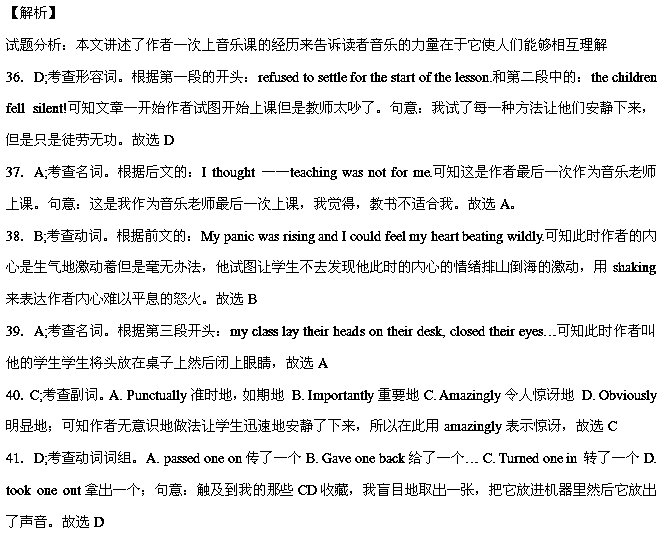 【解析】
试题分析：本文讲述了作者一次上音乐课的经历来告诉读者音乐的力量在于它使人们能够相互理解
36．D;考查形容词。根据第一段的开头：refused to settle for the start of the lesson.和第二段中的：the children
fell silent!可知文章一开始作者试图开始上课但是教师太吵了。句意：我试了每一种方法让他们安静下来，
但是只是徒劳无功。故选 D
37．A;考查名词。根据后文的：I thought ——teaching was not for me.可知这是作者最后一次作为音乐老师
上课。句意：这是我作为音乐老师最后一次上课，我觉得，教书不适合我。故选 A。
38．B;考查动词。根据前文的：My panic was rising and I could feel my heart beating wildly.可知此时作者的内
心是生气地激动着但是毫无办法，他试图让学生不去发现他此时的内心的情绪排山倒海的激动，用 shaking
来表达作者内心难以平息的怒火。故选 B
39．A;考查名词。根据第三段开头：my class lay their heads on their desk, closed their eyes…可知此时作者叫
他的学生学生将头放在桌子上然后闭上眼睛，故选 A
40. C;考查副词。A. Punctually 准时地，如期地 B. Importantly 重要地 C. Amazingly 令人惊讶地 D. Obviously
明显地；可知作者无意识地做法让学生迅速地安静了下来，所以在此用 amazingly 表示惊讶，故选 C
41．D;考查动词词组。A. passed one on 传了一个 B. Gave one back 给了一个… C. Turned one in 转了一个 D.
took one out 拿出一个；句意：触及到我的那些 CD 收藏，我盲目地取出一张，把它放进机器里然后它放出
了声音。故选 D